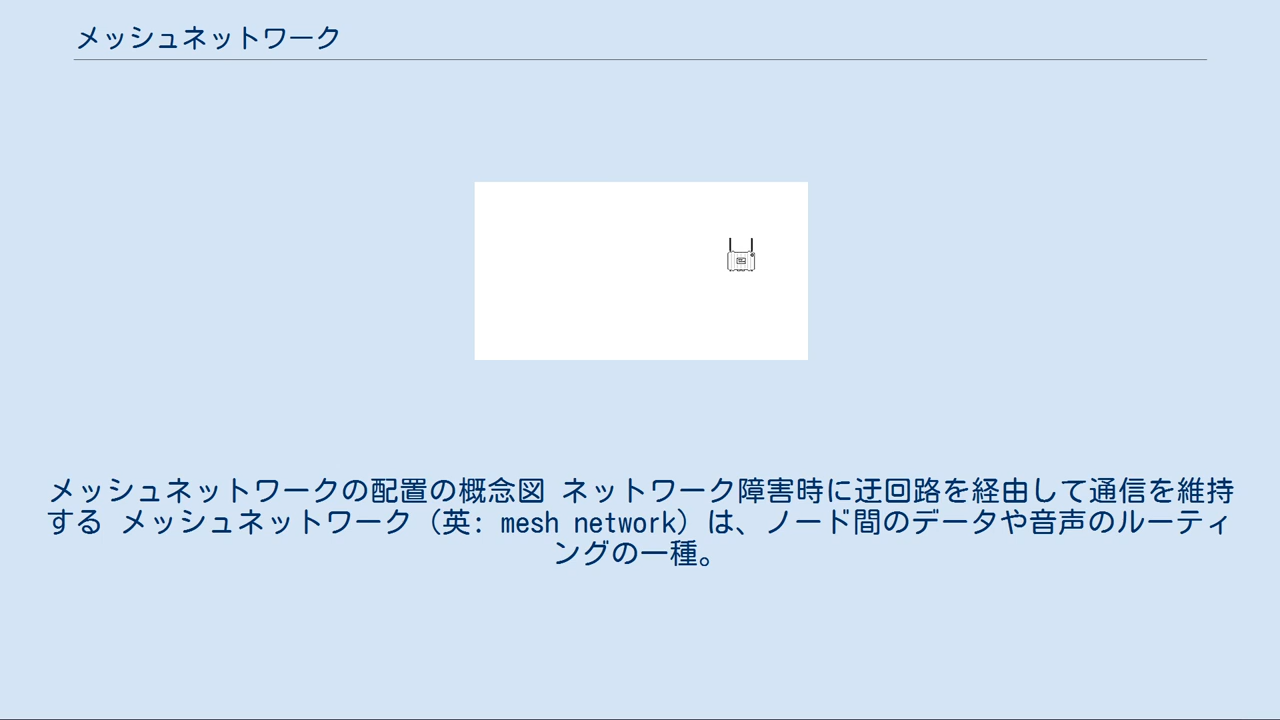 メッシュネットワーク
メッシュネットワークの配置の概念図 ネットワーク障害時に迂回路を経由して通信を維持
する メッシュネットワーク（英: mesh network）は、ノード間のデータや音声のルーティ
ングの一種。